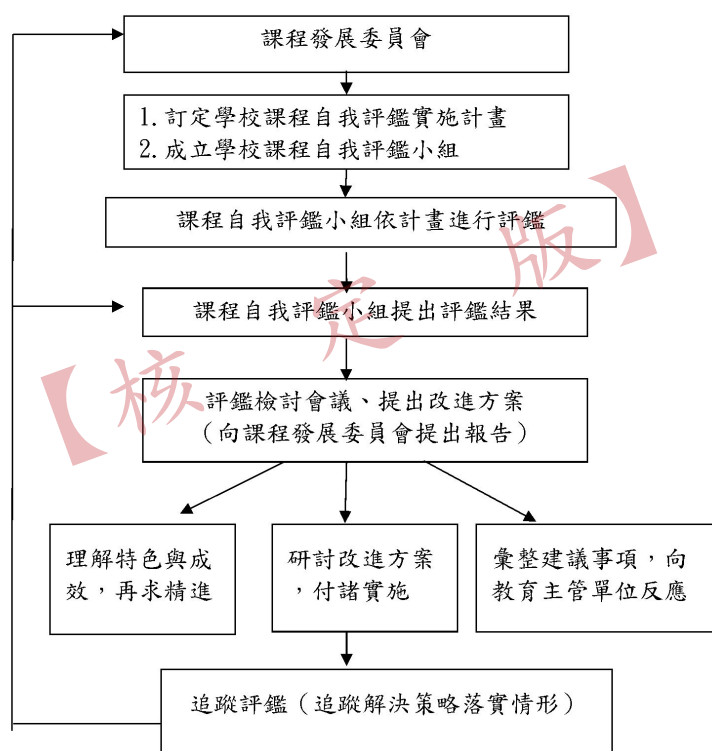 課程發展委員會
1.訂定學校課程自我評鑑實施計畫
2.成立學校課程自我評鑑小組
課程自我評鑑小組依計畫進行評鑑
課程自我評鑑小組提出評鑑結果
評鑑檢討會議、提出改進方案
（向課程發展委員會提出報告）
理解特色與成
效，再求精進
研討改進方案
，付諸實施
彙整建議事項，向
教育主管單位反應
追蹤評鑑（追蹤解決策略落實情形）
【核定版】